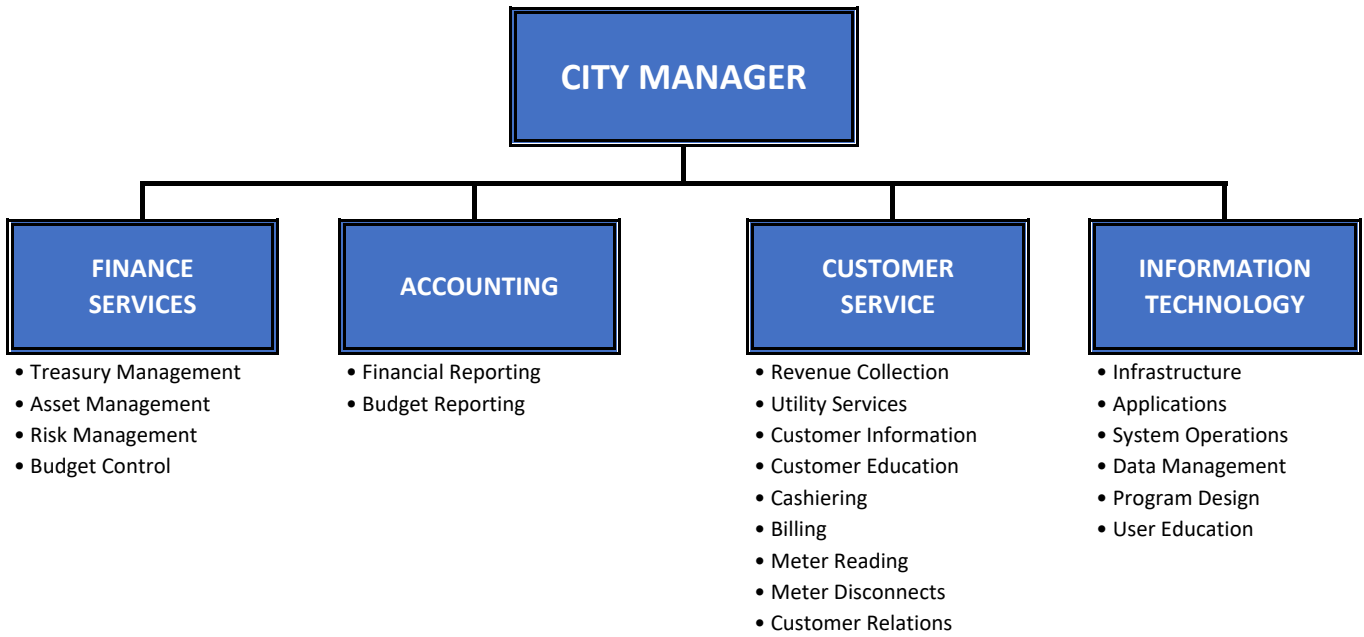 CITY MANAGER
FINANCE
SERVICES
• Treasury Management
• Asset Management
• Risk Management
• Budget Control
ACCOUNTING
• Financial Reporting
• Budget Reporting
CUSTOMER
SERVICE
• Revenue Collection
• Utility Services
• Customer Information
• Customer Education
• Cashiering
• Billing
• Meter Reading
• Meter Disconnects
• Customer Relations
INFORMATION
TECHNOLOGY
• Infrastructure
• Applications
• System Operations
• Data Management
• Program Design
• User Education